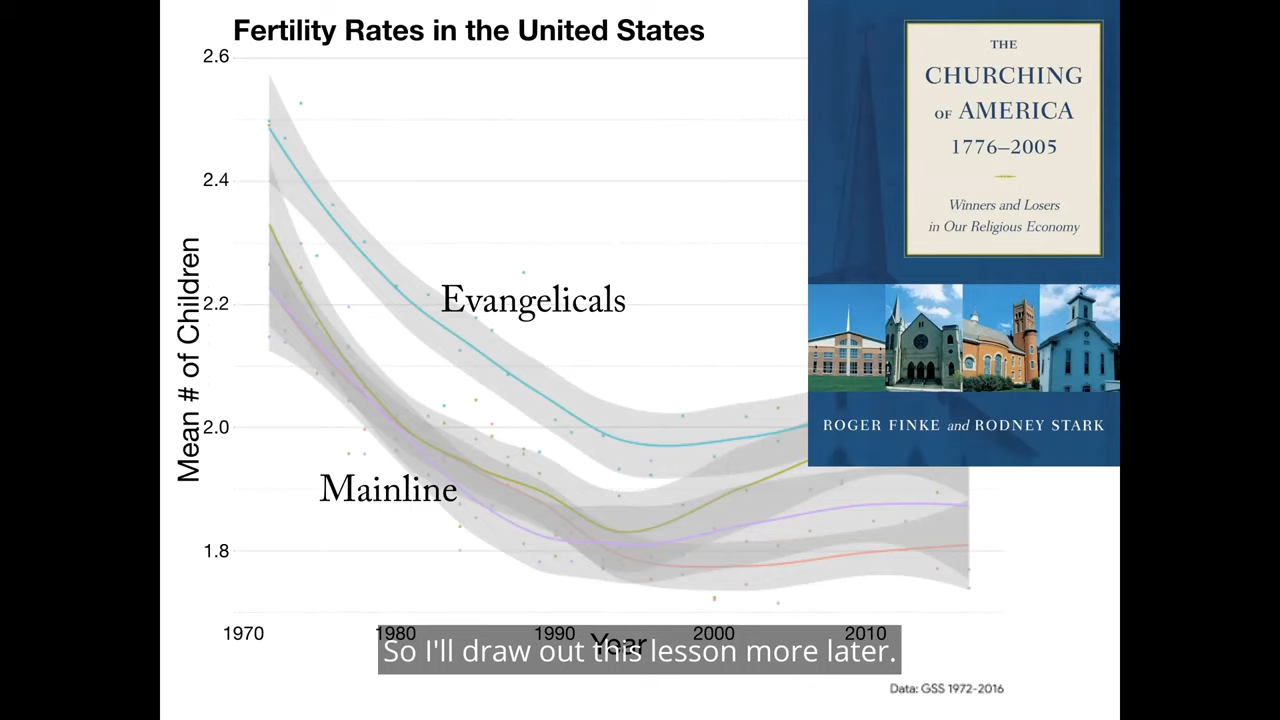 Fertility Rates in the United States
2.6
2.4
2.2
2.0
1.8
Mean # of Children
Evangelicals
Mainline
1970
1980
1990
2000
2010
Year
Data: GSS 1972-2016
THE
CHURCHING
OF AMERICA
1776–2005
Winners and Losers
in Our Religious Economy
ROGER FINKE and RODNEY STARK
So I'll draw out this lesson more later.